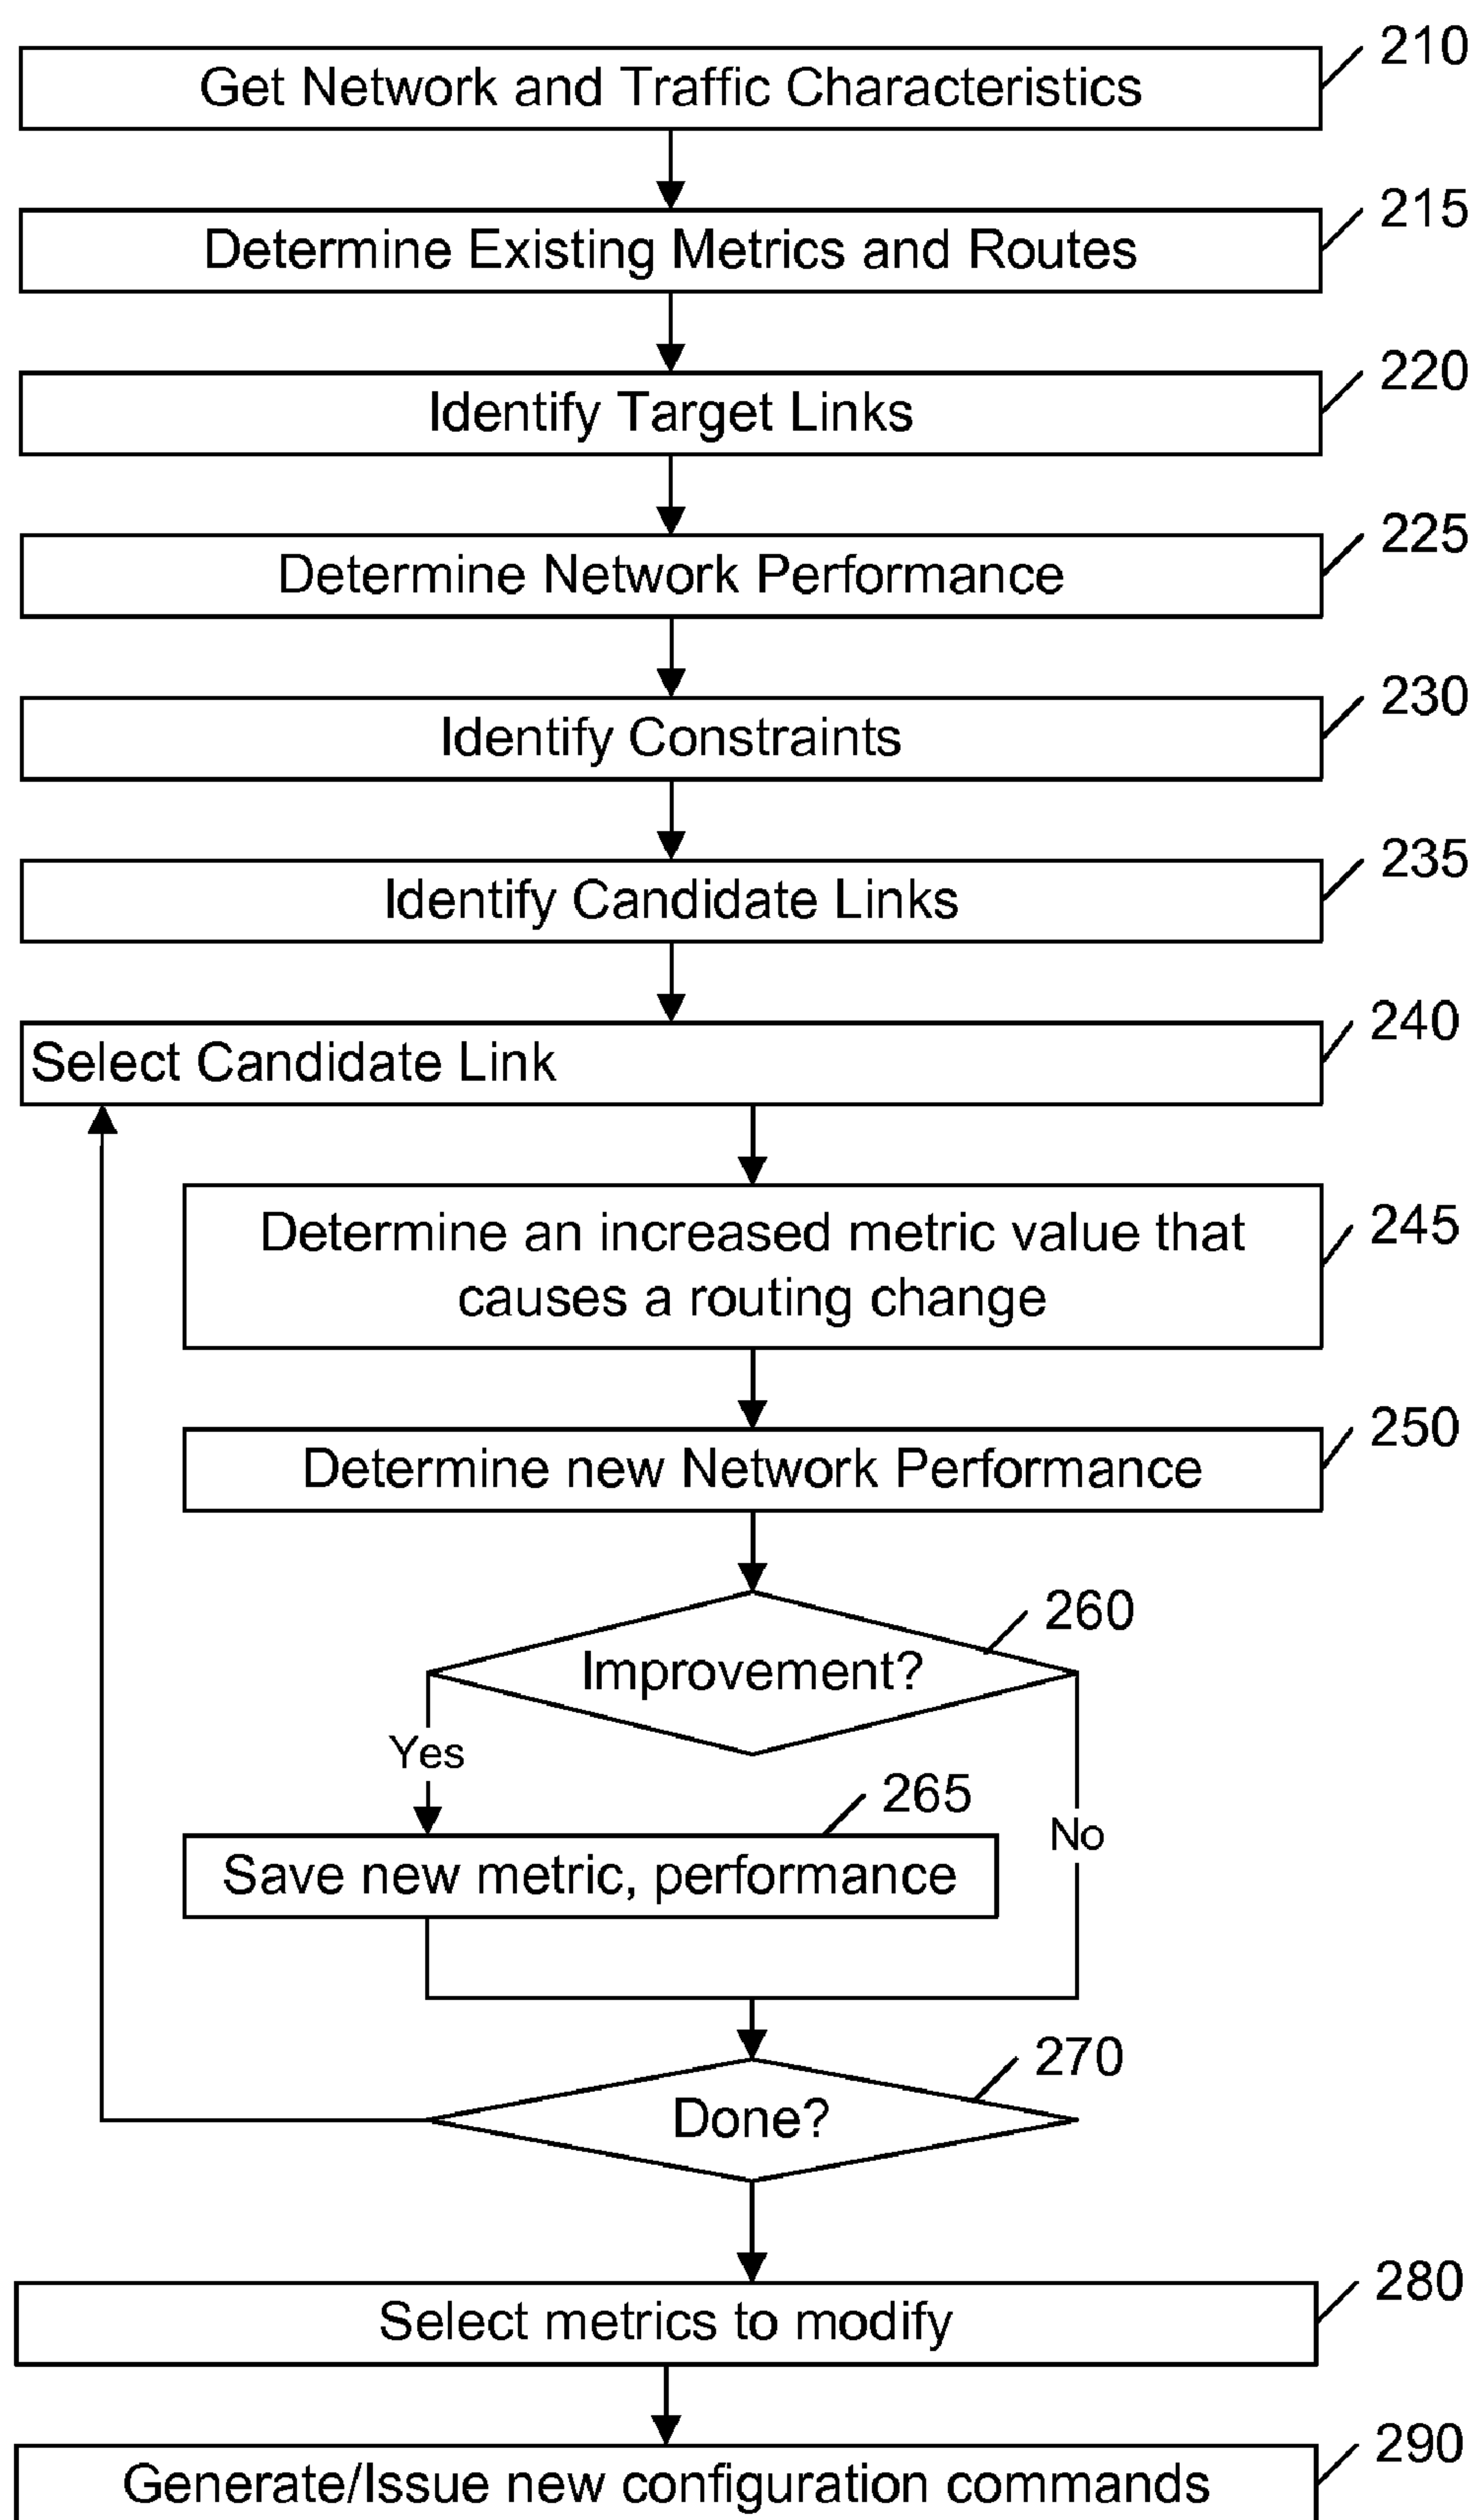 210
Get Network and Traffic Characteristics
215
Determine Existing Metrics and Routes
220
Identify Target Links
225
Determine Network Performance
230
Identify Constraints
235
Identify Candidate Links
240
Select Candidate Link
245
Determine an increased metric value that
causes a routing change
250
Determine new Network Performance
260
Improvement?
Yes
265
No
Save new metric, performance
270
Done?
280
Select metrics to modify
290
Generate/Issue new configuration commands